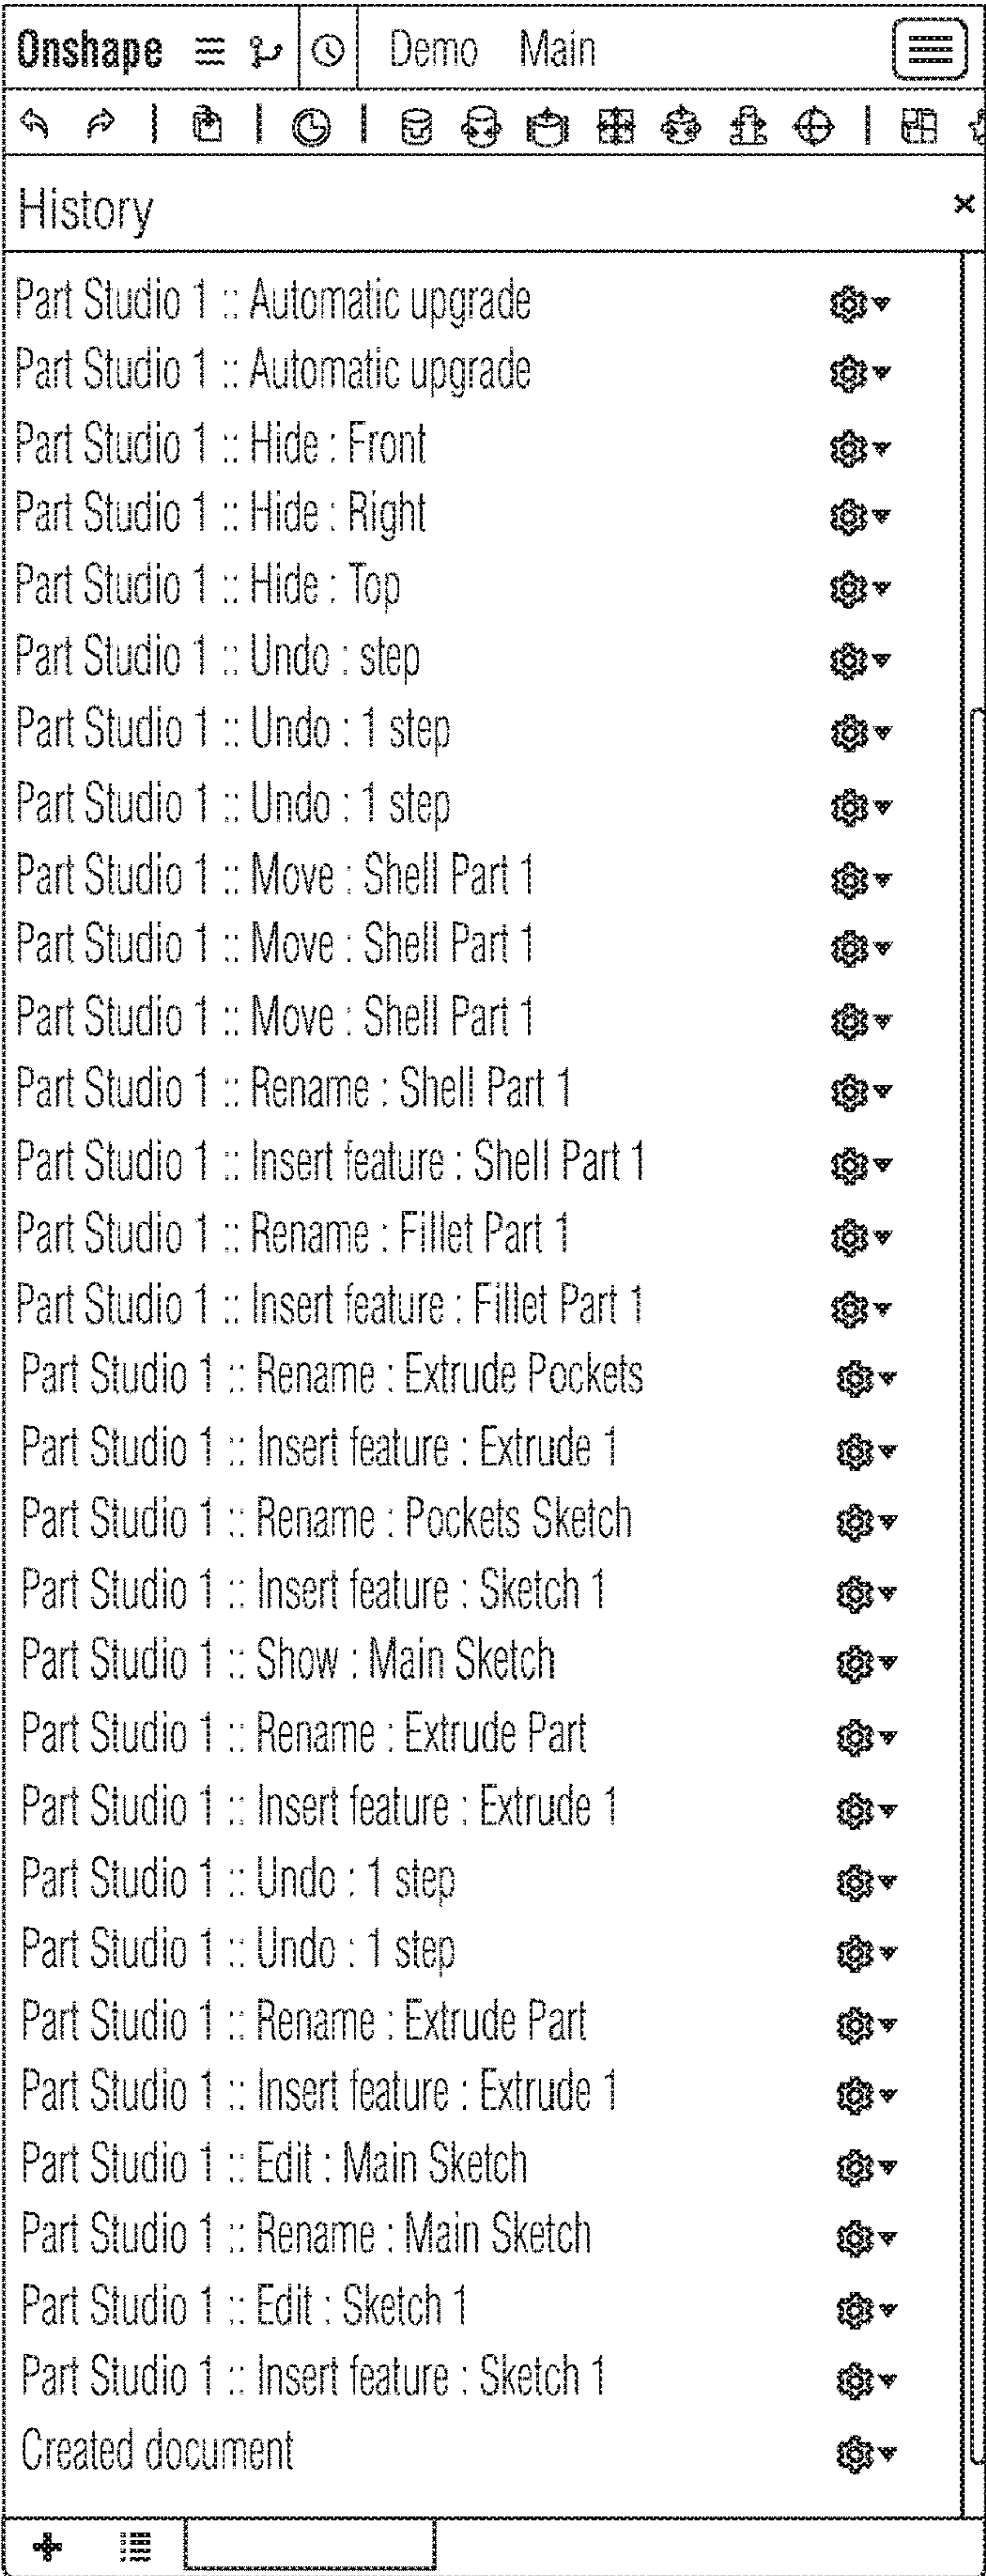 Onshape Demo Main
History
Part Studio 1 :: Automatic upgrade
Part Studio 1 :: Automatic upgrade
Part Studio 1 :: Hide : Front
Part Studio 1 :: Hide : Right
Part Studio 1 :: Hide : Top
Part Studio 1 :: Undo : step
Part Studio 1 :: Undo : 1 step
Part Studio 1 :: Undo : 1 step
Part Studio 1 :: Move : Shell Part 1
Part Studio 1 :: Move : Shell Part 1
Part Studio 1 :: Move : Shell Part 1
Part Studio 1 :: Rename : Shell Part 1
Part Studio 1 :: Insert feature : Shell Part 1
Part Studio 1 :: Rename : Fillet Part 1
Part Studio 1 :: Insert feature : Fillet Part 1
Part Studio 1 :: Rename : Extrude Pockets
Part Studio 1 :: Insert feature : Extrude 1
Part Studio 1 :: Rename : Pockets Sketch
Part Studio 1 :: Insert feature : Sketch 1
Part Studio 1 :: Show : Main Sketch
Part Studio 1 :: Rename : Extrude Part
Part Studio 1 :: Insert feature : Extrude 1
Part Studio 1 :: Undo : 1 step
Part Studio 1 :: Undo : 1 step
Part Studio 1 :: Rename : Extrude Part
Part Studio 1 :: Insert feature : Extrude 1
Part Studio 1 :: Edit : Main Sketch
Part Studio 1 :: Rename : Main Sketch
Part Studio 1 :: Edit : Sketch 1
Part Studio 1 :: Insert feature : Sketch 1
Created document